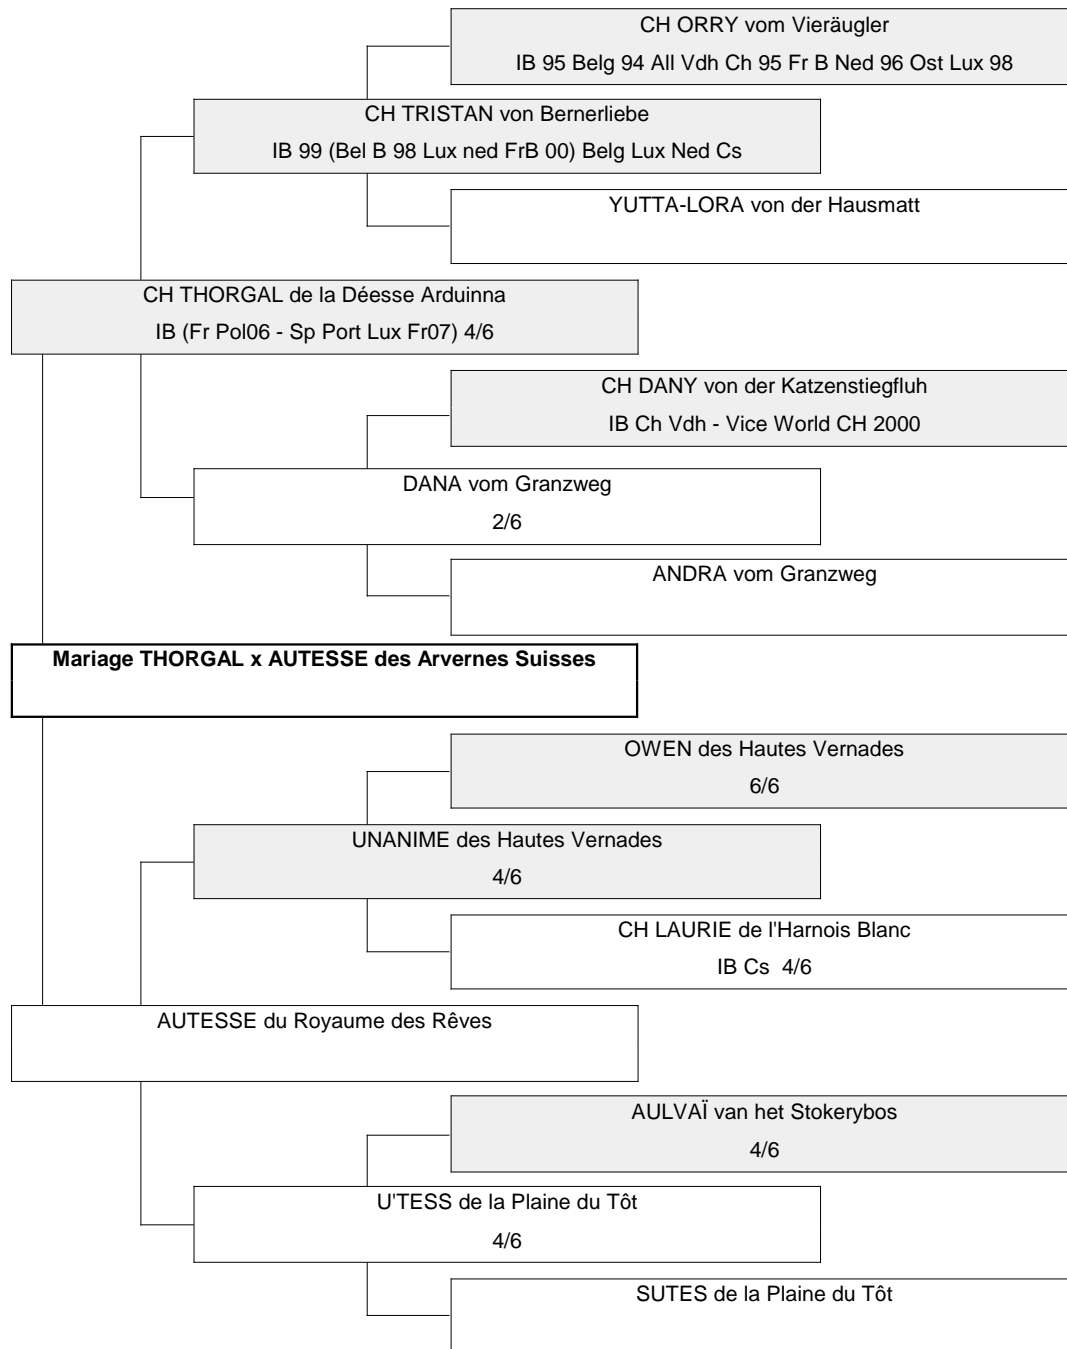 CH ORRY vom Vieräugler
IB 95 Belg 94 All Vdh Ch 95 Fr B Ned 96 Ost Lux 98
CH TRISTAN von Bernerliebe
IB 99 (Bel B 98 Lux ned FrB 00) Belg Lux Ned Cs
YUTTA-LORA von der Hausmatt
CH THORGAL de la Déesse Arduinna
IB (Fr Pol06 - Sp Port Lux Fr07) 4/6
CH DANY von der Katzenstiegfluh
IB Ch Vdh - Vice World CH 2000
DANA vom Granzweg
2/6
ANDRA vom Granzweg
Mariage THORGAL x AUTESSE des Arvernes Suisses
OWEN des Hautes Vernades
6/6
UNANIME des Hautes Vernades
4/6
CH LAURIE de l'Harnois Blanc
IB Cs 4/6
AUTESSE du Royaume des Rêves
AULVAÏ van het Stokerybos
4/6
U'TESS de la Plaine du Tôt
4/6
SUTES de la Plaine du Tôt